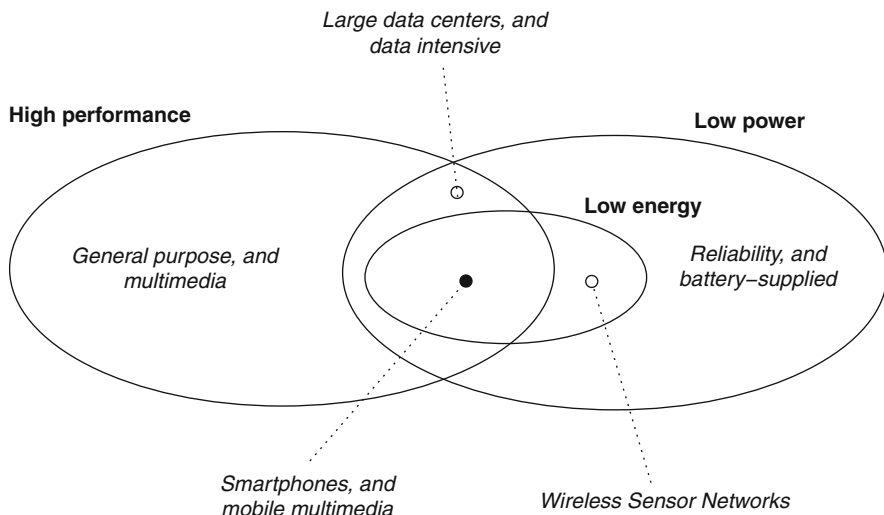 Large data centers, and
data intensive
High performance
Low power
Low energy
General purpose, and
multimedia
Reliability, and
battery−supplied
Smartphones, and
mobile multimedia
Wireless Sensor Networks